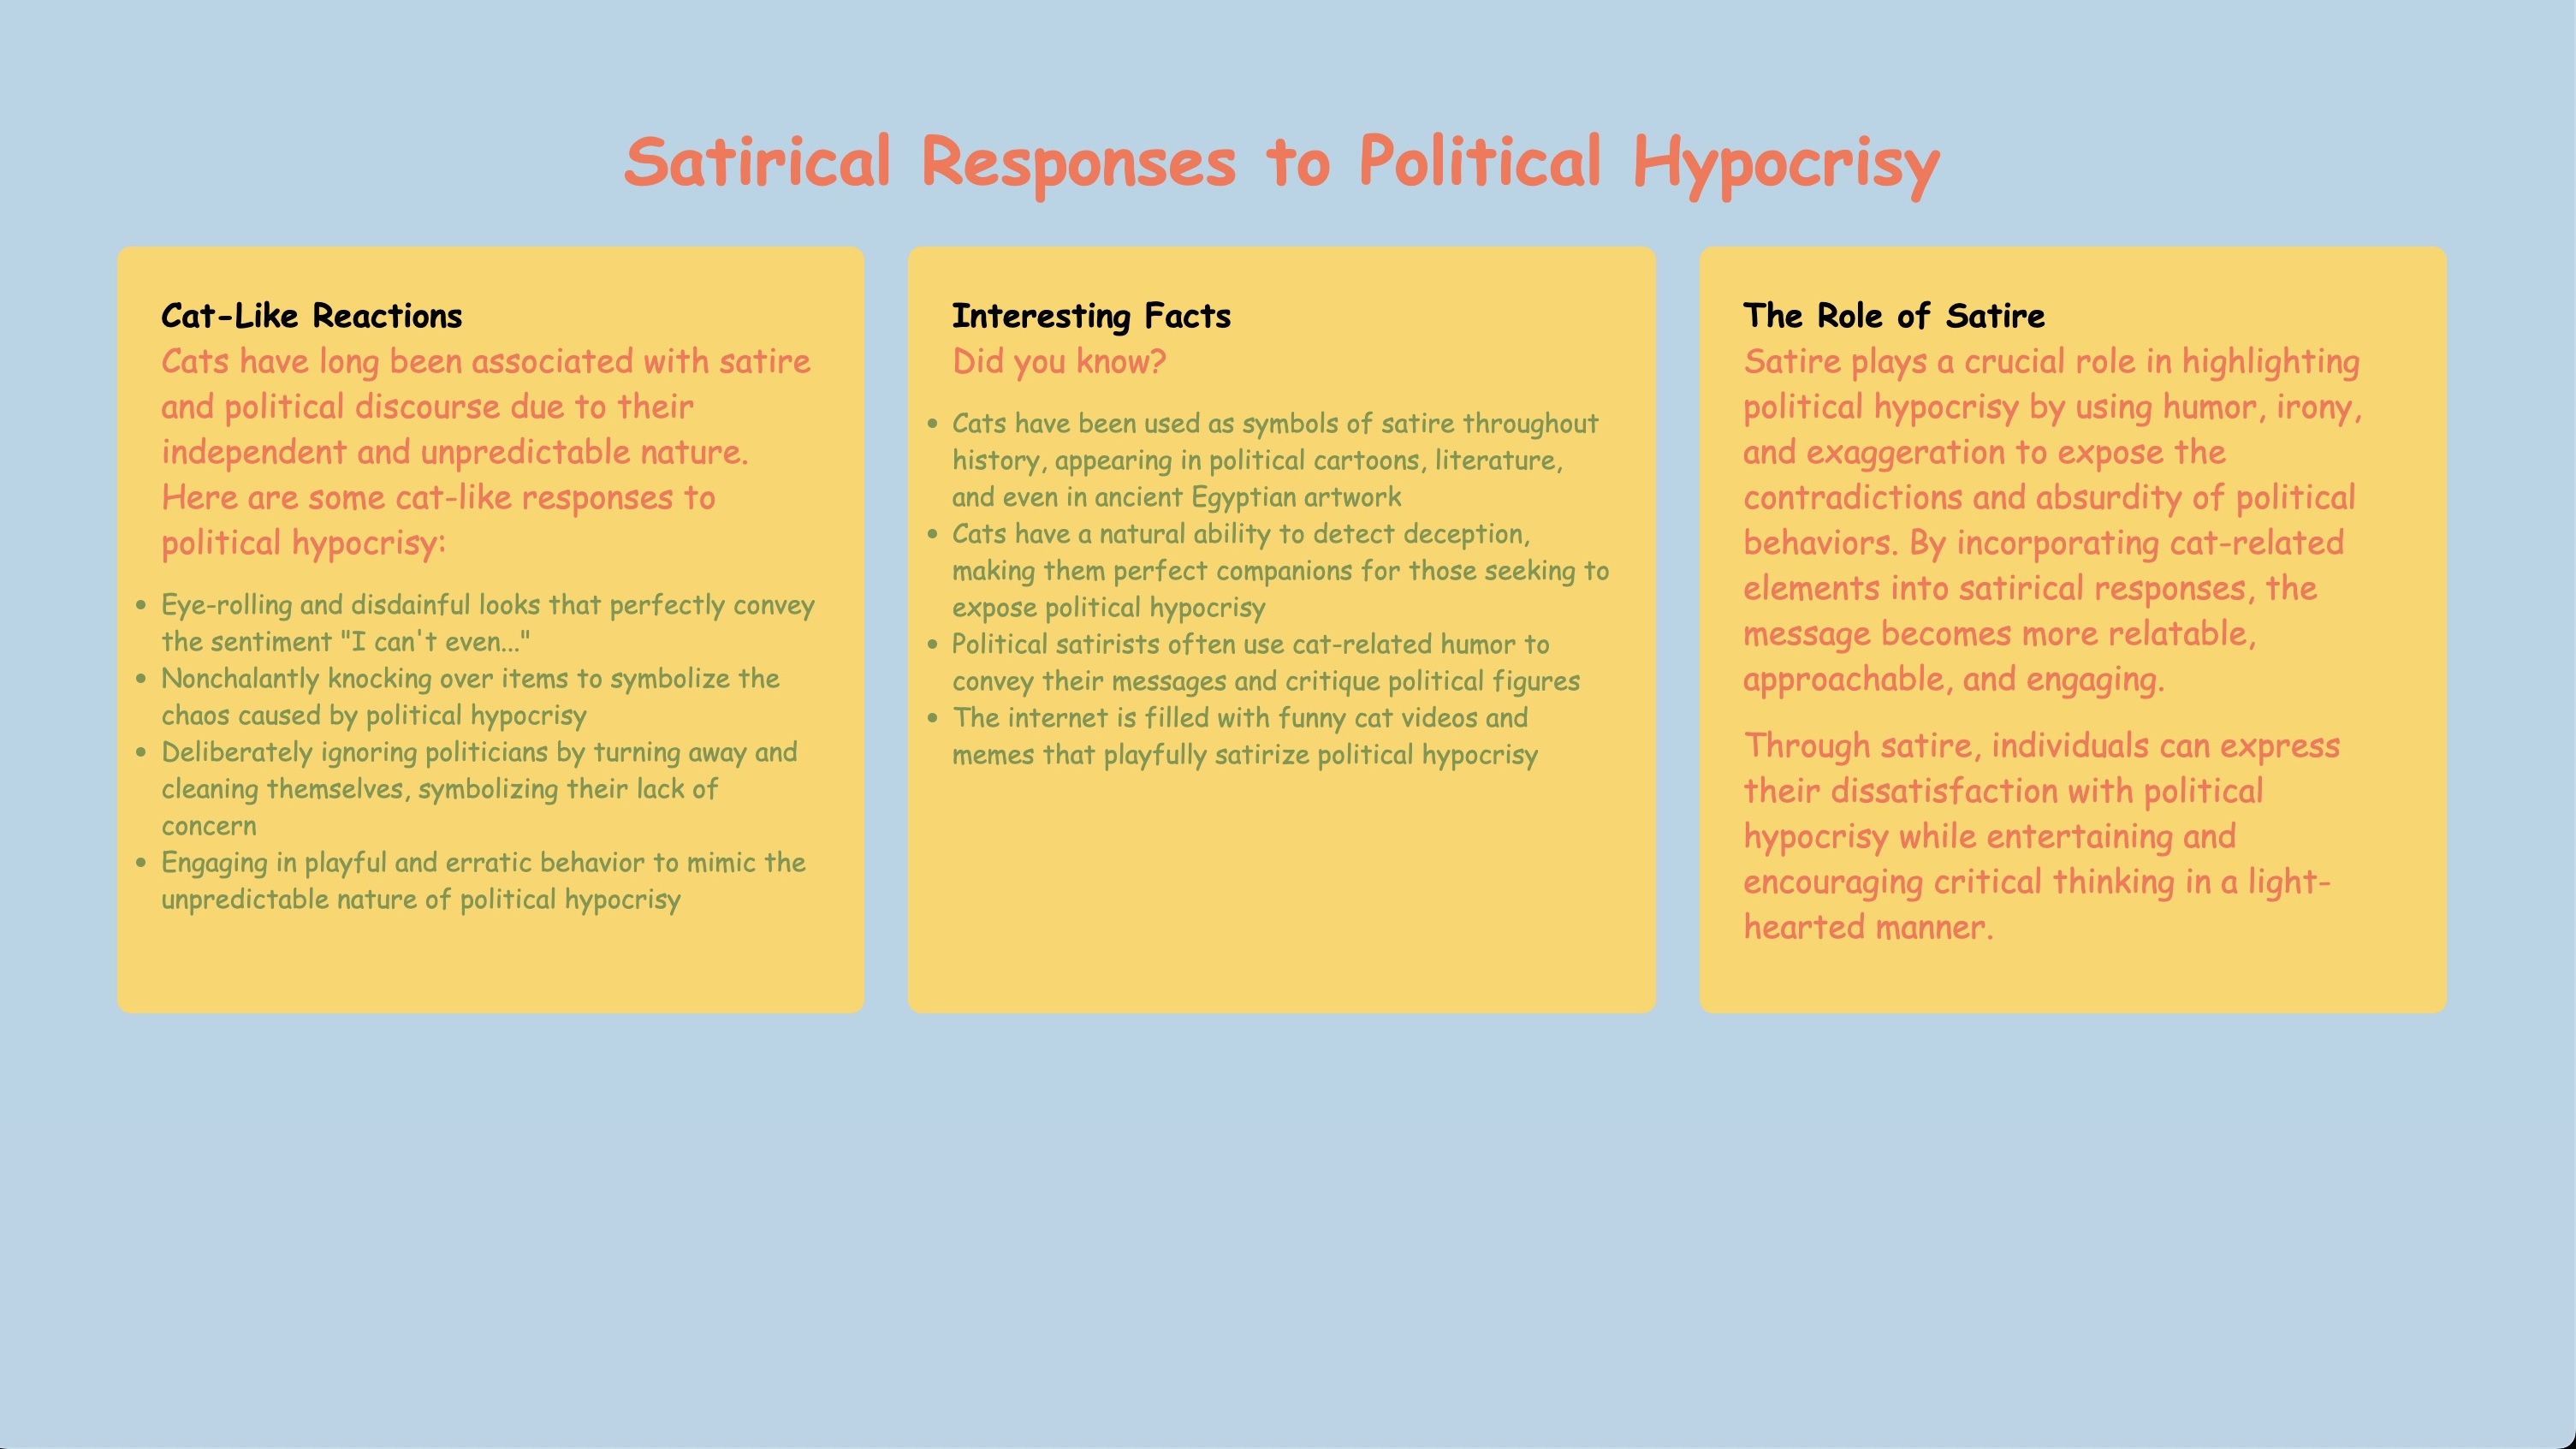 Satirical Responses to Political Hypocrisy
Cat-Like Reactions
Cats have long been associated with satire
and political discourse due to their
independent and unpredictable nature.
Here are some cat-like responses to
political hypocrisy:
• Eye-rolling and disdainful looks that perfectly convey
the sentiment "I can't even..."
• Nonchalantly knocking over items to symbolize the
chaos caused by political hypocrisy
• Deliberately ignoring politicians by turning away and
cleaning themselves, symbolizing their lack of
concern
• Engaging in playful and erratic behavior to mimic the
unpredictable nature of political hypocrisy
Interesting Facts
Did you know?
• Cats have been used as symbols of satire throughout
history, appearing in political cartoons, literature,
and even in ancient Egyptian artwork
• Cats have a natural ability to detect deception,
making them perfect companions for those seeking to
expose political hypocrisy
• Political satirists often use cat-related humor to
convey their messages and critique political figures
• The internet is filled with funny cat videos and
memes that playfully satirize political hypocrisy
The Role of Satire
Satire plays a crucial role in highlighting
political hypocrisy by using humor, irony,
and exaggeration to expose the
contradictions and absurdity of political
behaviors. By incorporating cat-related
elements into satirical responses, the
message becomes more relatable,
approachable, and engaging.
Through satire, individuals can express
their dissatisfaction with political
hypocrisy while entertaining and
encouraging critical thinking in a light-
hearted manner.